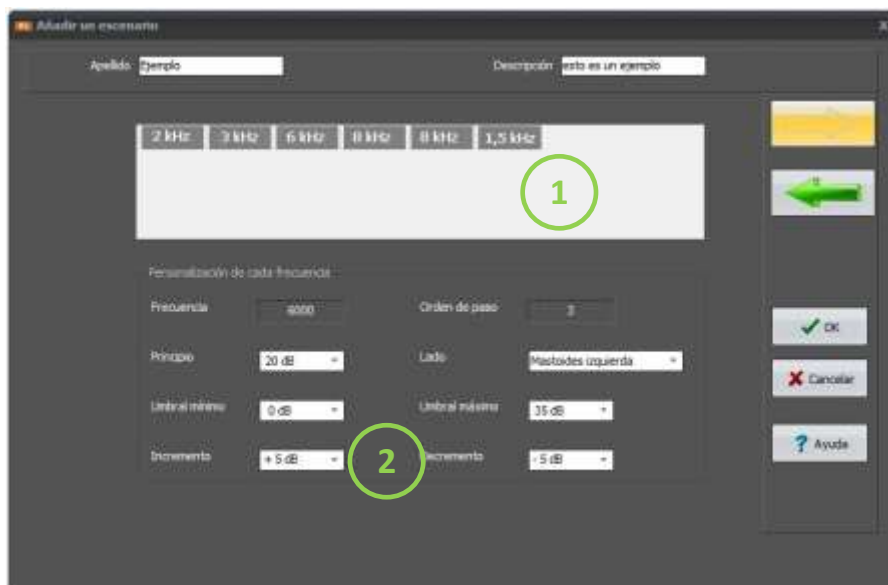 Añadir un escenario
X
Apellido Ejemplo Descripción esto es un ejemplo
2 kHz 3 kHz 6 kHz 8 kHz 8 kHz 1,5 kHz
1
Personalización de cada frecuencia
Frecuencia 6000 Orden de paso 3
Principio 20 dB Lado Mastoides izquierda
Umbral mínimo 0 dB Umbral máximo 35 dB
Incremento + 5 dB 2 Decremento - 5 dB
OK
Cancelar
Ayuda